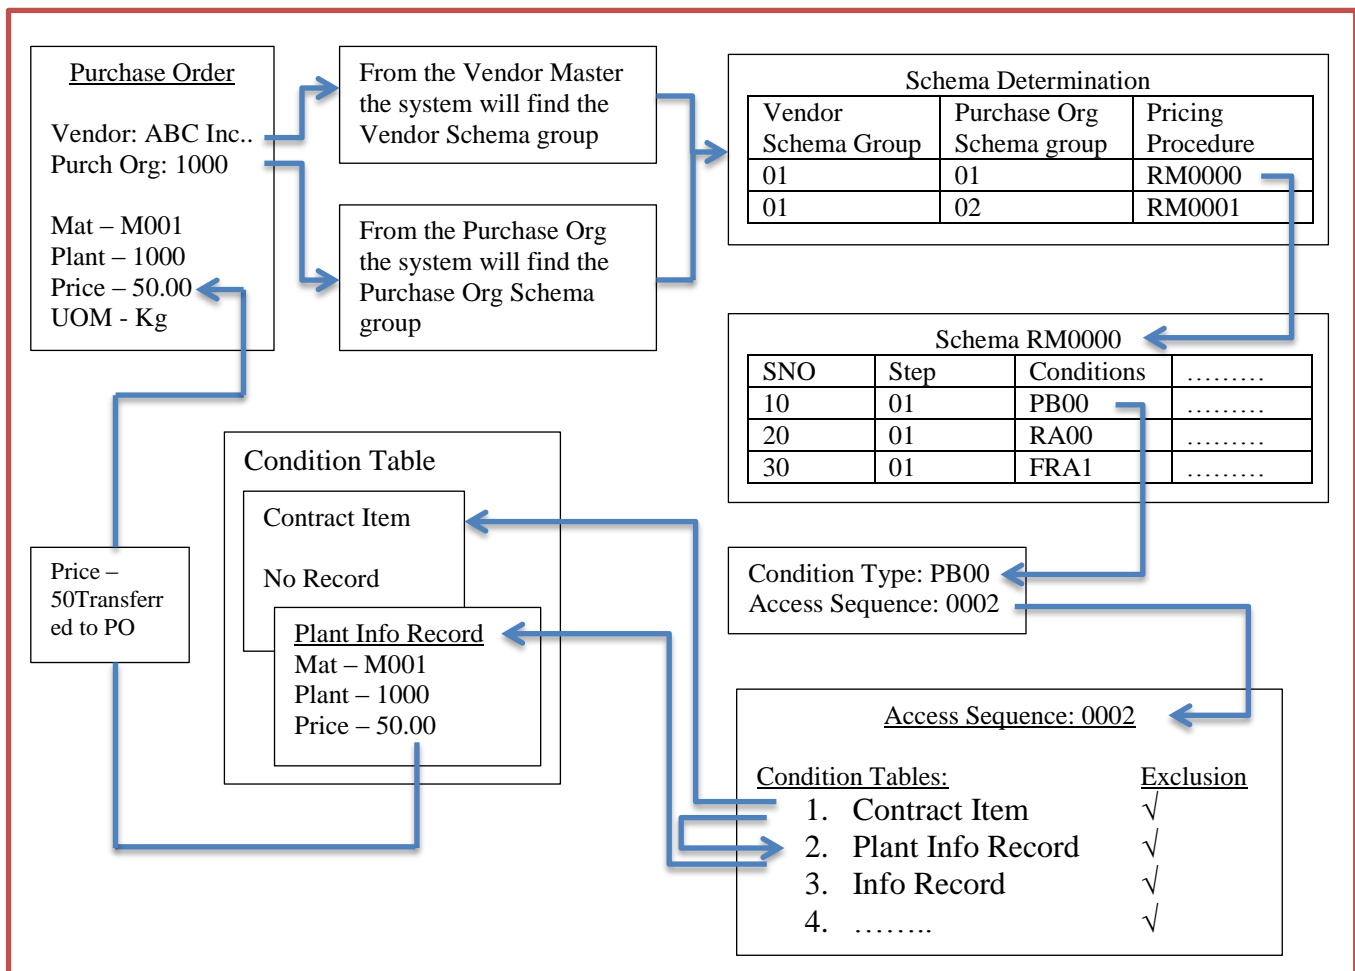 Purchase Order
Vendor: ABC Inc..
Purch Org: 1000
Mat – M001
Plant – 1000
Price – 50.00
UOM - Kg
From the Vendor Master
the system will find the
Vendor Schema group
From the Purchase Org
the system will find the
Purchase Org Schema
group
Schema Determination
Vendor Schema Group Purchase Org Schema group Pricing Procedure
01 01 RM0000
01 02 RM0001
Schema RM0000
SNO Step Conditions ………
10 01 PB00 ………
20 01 RA00 ………
30 01 FRA1 ………
Condition Type: PB00
Access Sequence: 0002
Access Sequence: 0002
Condition Tables: Exclusion
1. Contract Item √
2. Plant Info Record √
3. Info Record √
4. …….. √
Condition Table
Contract Item
No Record
Plant Info Record
Mat – M001
Plant – 1000
Price – 50.00
Price –
50Transferr
ed to PO